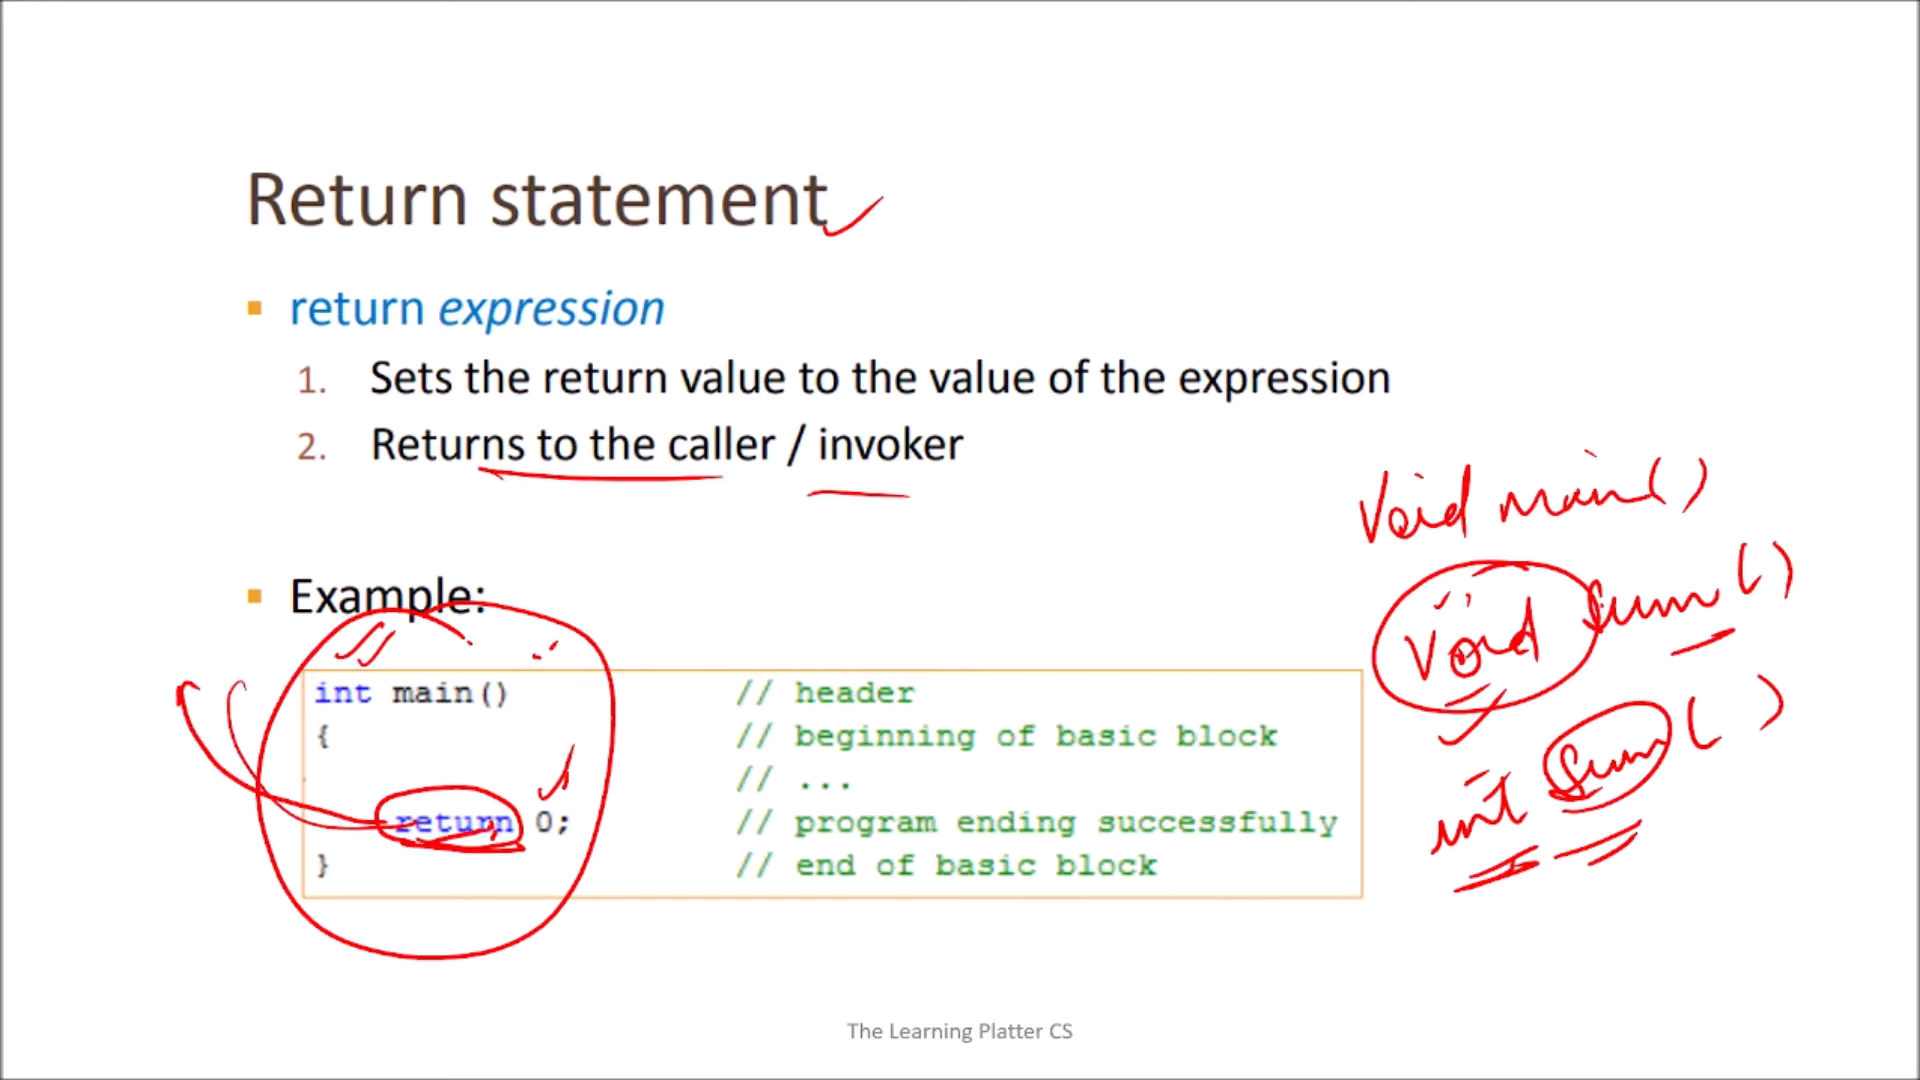 Return statement
return expression
1. Sets the return value to the value of the expression
2. Returns to the caller / invoker
Void main()
Example:
Void sum()
int main() // header
{ // beginning of basic block
// ...
int sum()
return 0; // program ending successfully
} // end of basic block
The Learning Platter CS